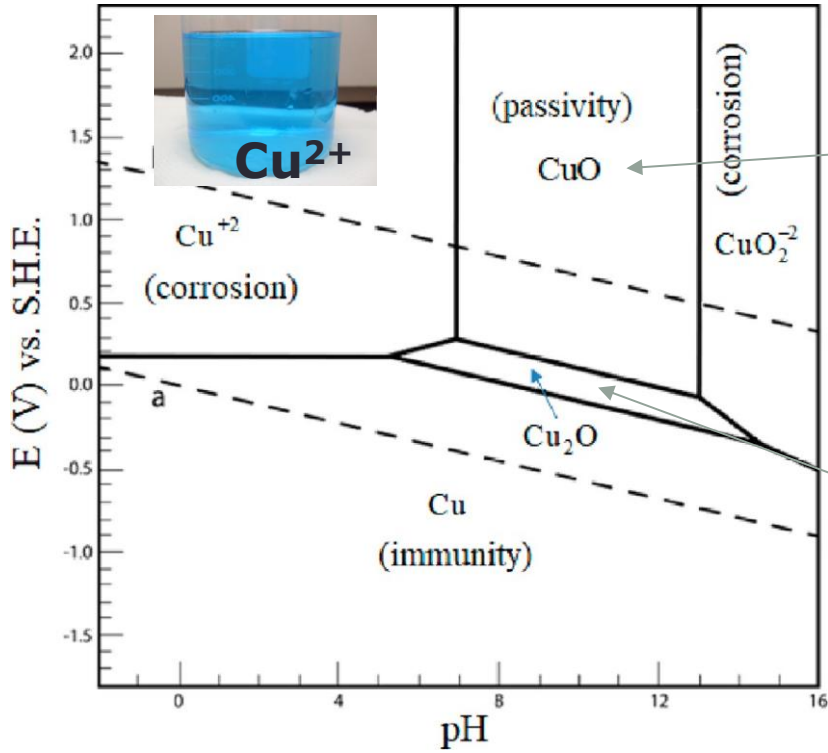 2.0
1.5
1.0
0.5
0.0
-0.5
-1.0
-1.5
E (V) vs. S.H.E.
Cu²⁺
(passivity)
CuO
(corrosion)
CuO₂⁻²
Cu⁺²
(corrosion)
a
Cu₂O
Cu
(immunity)
0 4 8 12 16
pH